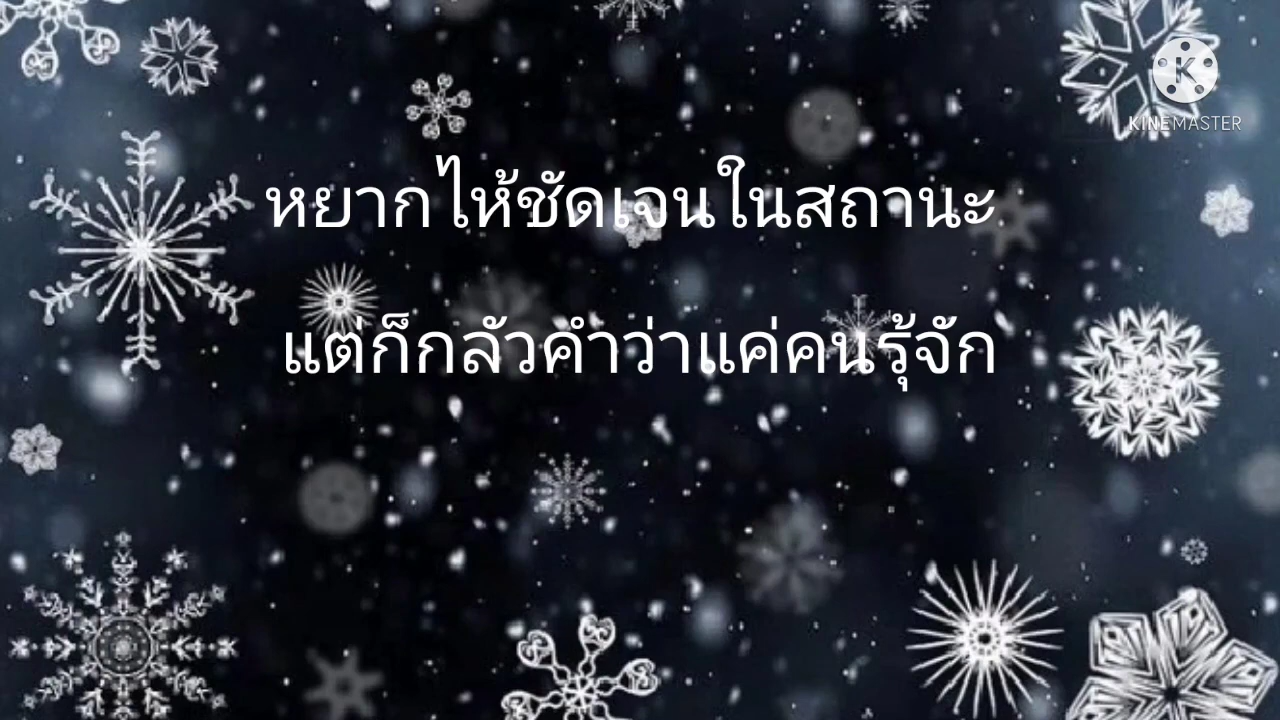 KINEMASTER
หยากไห้ชัดเจนในสถานะ
แต่ก็กลัวคำว่าแค่คนรุ้จัก